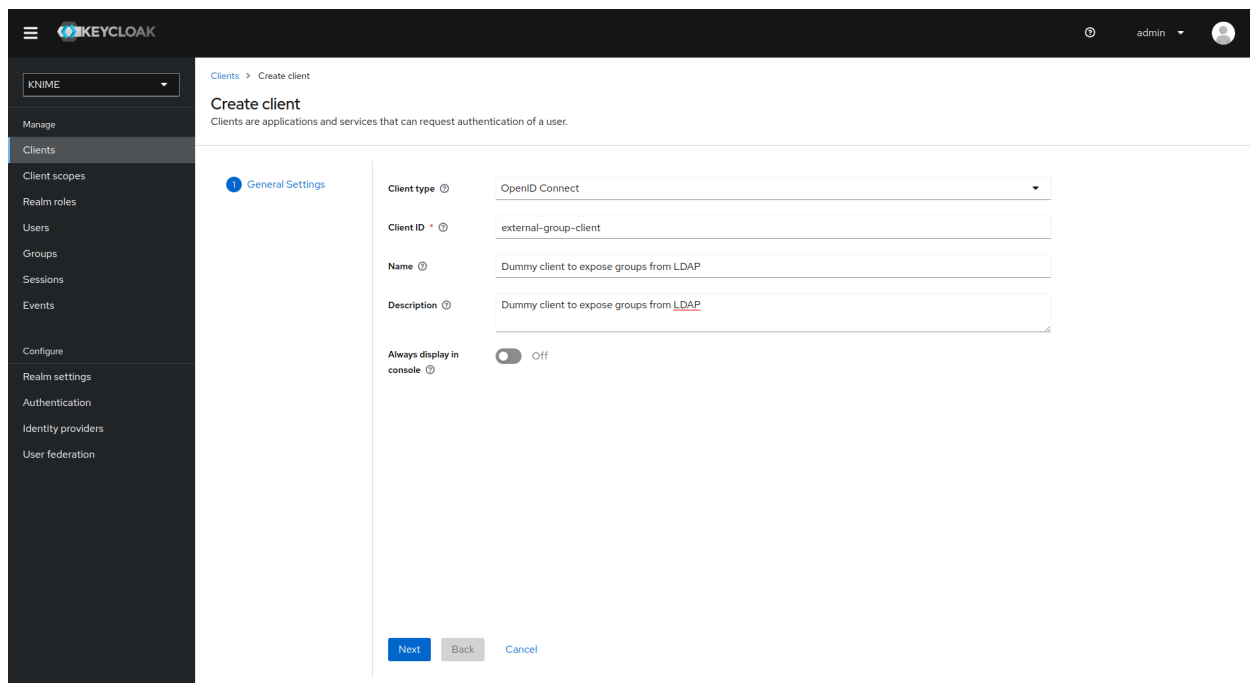 KEYCLOAK
admin
KNIME
Manage
Clients
Client scopes
Realm roles
Users
Groups
Sessions
Events
Configure
Realm settings
Authentication
Identity providers
User federation
Clients > Create client
Create client
Clients are applications and services that can request authentication of a user.
1 General Settings
Client type
OpenID Connect
Client ID *
external-group-client
Name
Dummy client to expose groups from LDAP
Description
Dummy client to expose groups from LDAP
Always display in
console
Off
Next
Back
Cancel